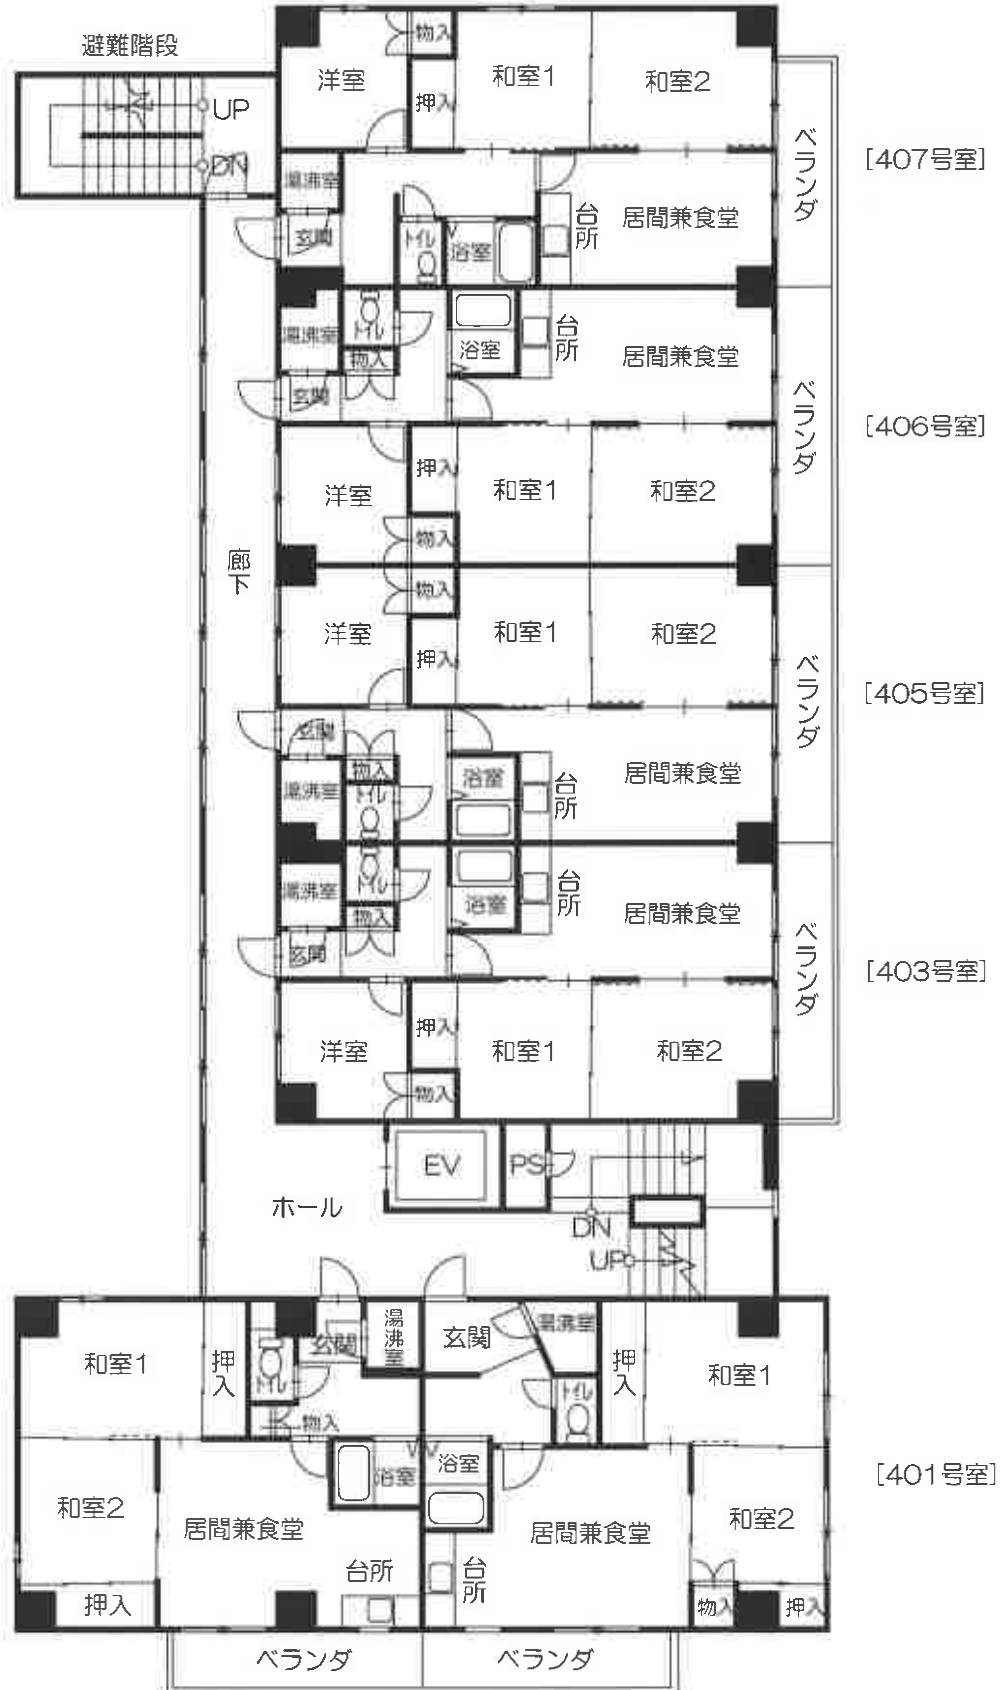 避難階段
UP
DN
洋室
物入
押入
和室1
和室2
ベランダ
[407号室]
湯沸室
玄関
トイレ
浴室
台所
居間兼食堂
湯沸室
トイレ
物入
玄関
浴室
台所
居間兼食堂
ベランダ
[406号室]
洋室
押入
物入
和室1
和室2
廊下
洋室
物入
押入
和室1
和室2
ベランダ
[405号室]
玄関
湯沸室
物入
トイレ
浴室
台所
居間兼食堂
湯沸室
トイレ
物入
玄関
浴室
台所
居間兼食堂
ベランダ
[403号室]
洋室
押入
物入
和室1
和室2
EV
PS
ホール
DN
UP
和室1
押入
トイレ
玄関
湯沸室
物入
浴室
和室2
居間兼食堂
台所
押入
ベランダ
玄関
湯沸室
トイレ
押入
和室1
浴室
居間兼食堂
台所
和室2
物入
押入
ベランダ
[401号室]